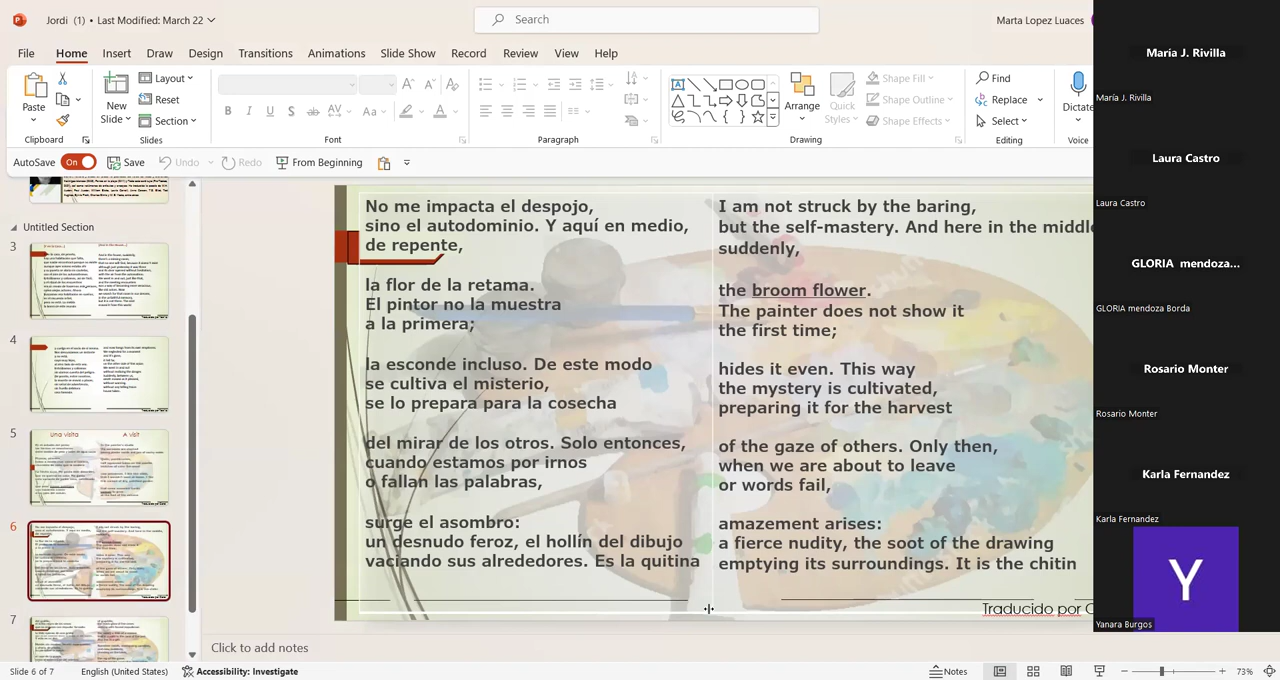 Jordi (1) • Last Modified: March 22
Search
Marta Lopez Luaces
File Home Insert Draw Design Transitions Animations Slide Show Record Review View Help
Paste
New
Slide
Layout
Reset
Section
B I U S ab AV Aa A
Arrange
Quick
Styles
Shape Fill
Shape Outline
Shape Effects
Find
Replace
Select
Dictate
Clipboard Slides Font Paragraph Drawing Editing Voice
AutoSave On Save Undo Redo From Beginning
Untitled Section
3
4
5
Una visita A visit
6
7
No me impacta el despojo,
sino el autodominio. Y aquí en medio,
de repente,
la flor de la retama.
El pintor no la muestra
a la primera;
la esconde incluso. De este modo
se cultiva el misterio,
se lo prepara para la cosecha
del mirar de los otros. Solo entonces,
cuando estamos por irnos
o fallan las palabras,
surge el asombro:
un desnudo feroz, el hollín del dibujo
vaciando sus alrededores. Es la quitina
I am not struck by the baring,
but the self-mastery. And here in the middle
suddenly,
the broom flower.
The painter does not show it
the first time;
hides it even. This way
the mystery is cultivated,
preparing it for the harvest
of the gaze of others. Only then,
when we are about to leave
or words fail,
amazement arises:
a fierce nudity, the soot of the drawing
emptying its surroundings. It is the chitin
Traducido por
María J. Rivilla
María J. Rivilla
Laura Castro
Laura Castro
GLORIA mendoza...
GLORIA mendoza Borda
Rosario Monter
Rosario Monter
Karla Fernandez
Karla Fernandez
Y
Yanara Burgos
Click to add notes
Slide 6 of 7 English (United States) Accessibility: Investigate Notes 73%